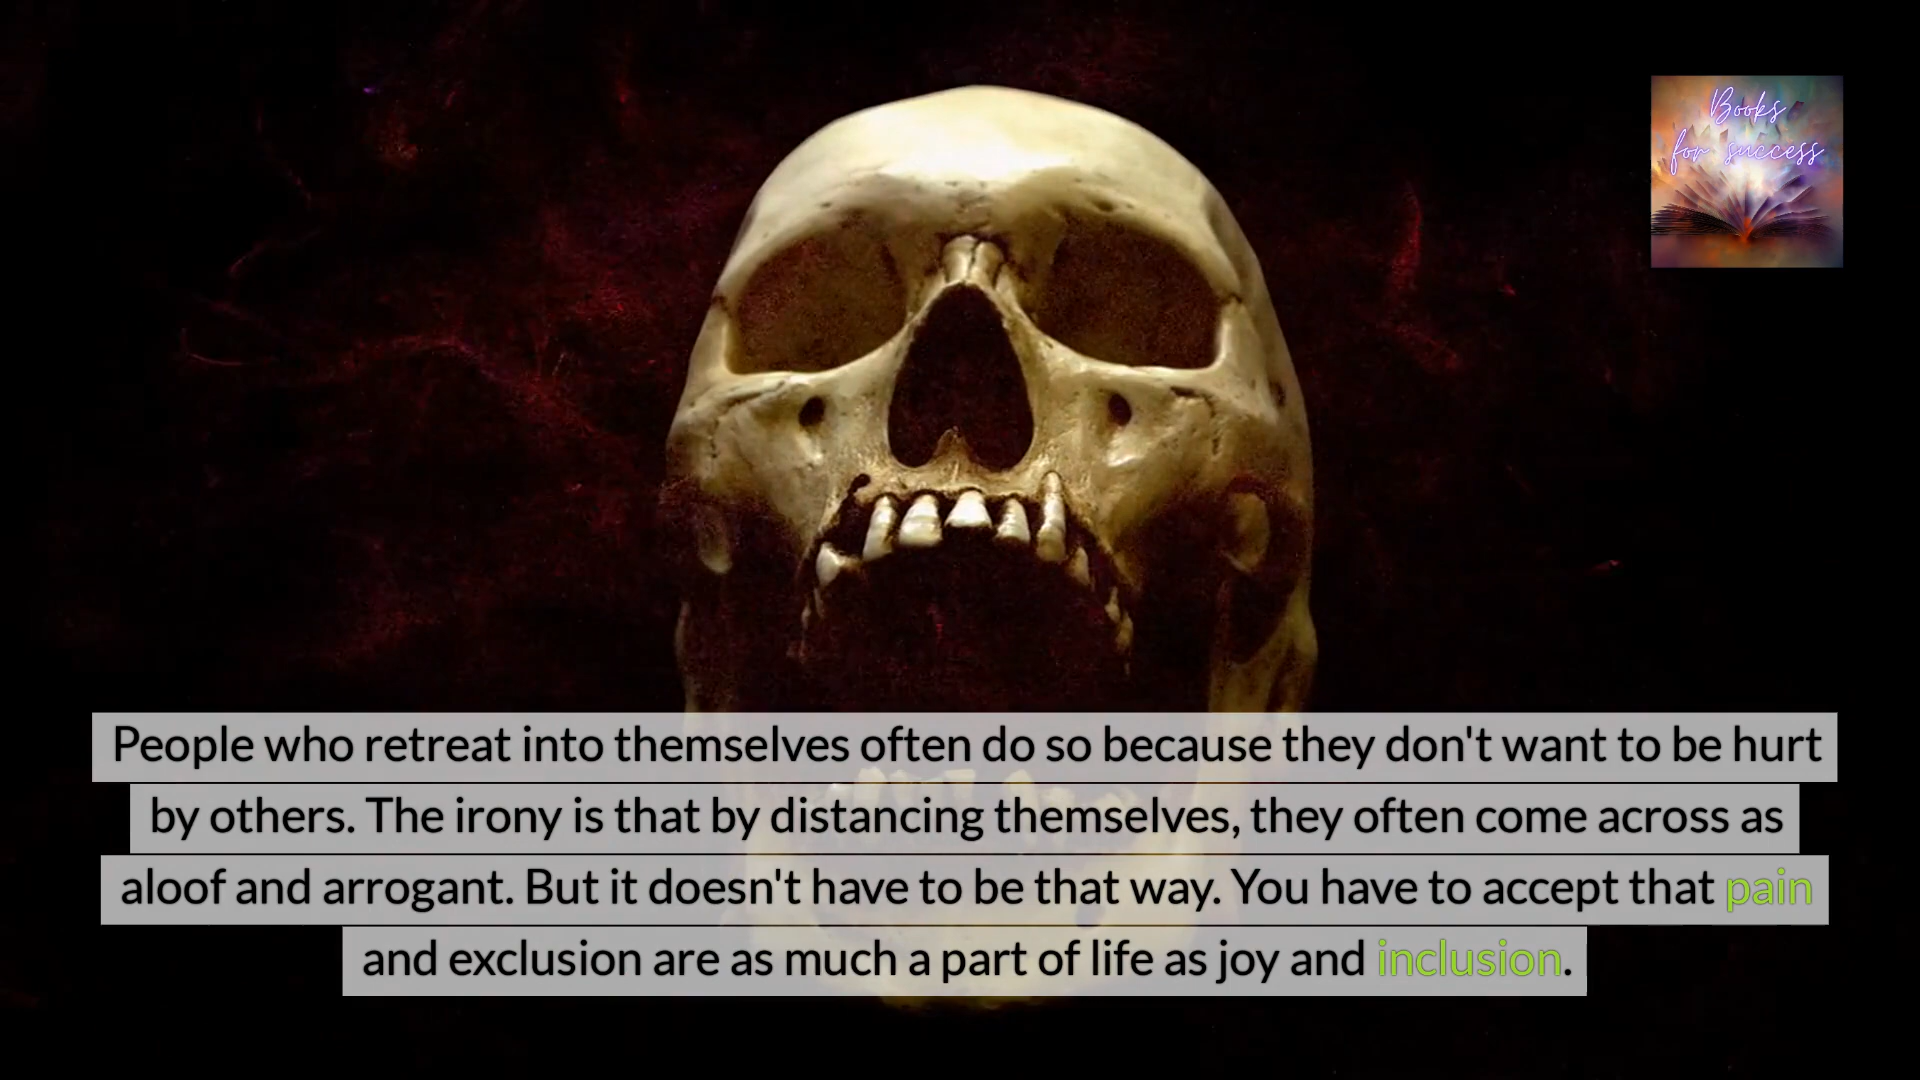 Books
for success
People who retreat into themselves often do so because they don't want to be hurt
by others. The irony is that by distancing themselves, they often come across as
aloof and arrogant. But it doesn't have to be that way. You have to accept that pain
and exclusion are as much a part of life as joy and inclusion.